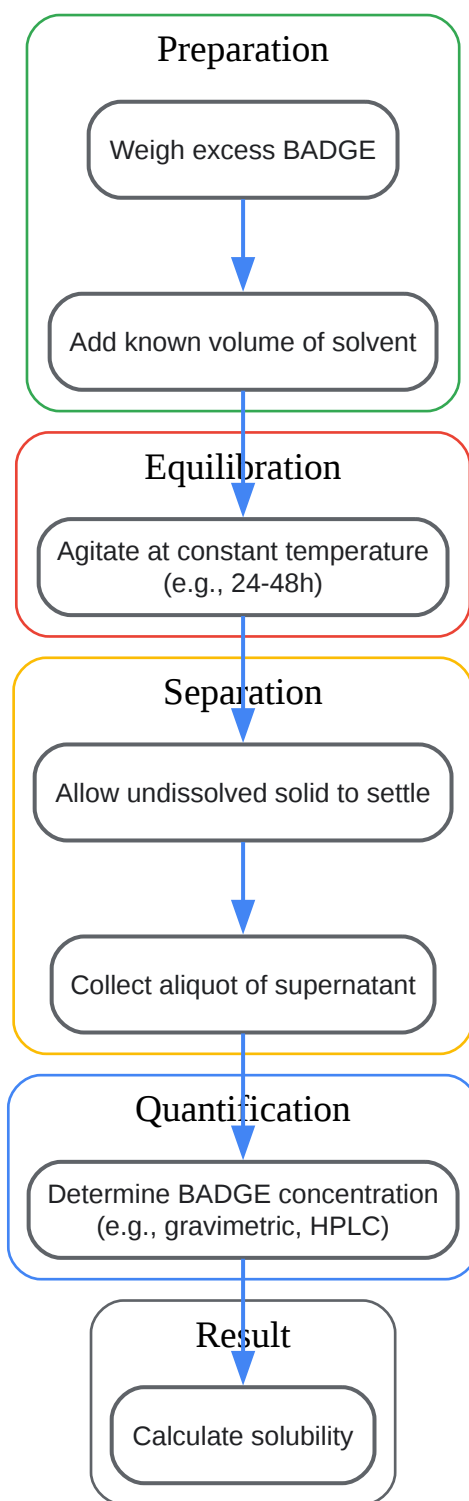 Preparation
Weigh excess BADGE
Add known volume of solvent
Equilibration
Agitate at constant temperature
(e.g., 24-48h)
Separation
Allow undissolved solid to settle
Collect aliquot of supernatant
Quantification
Determine BADGE concentration
(e.g., gravimetric, HPLC)
Result
Calculate solubility